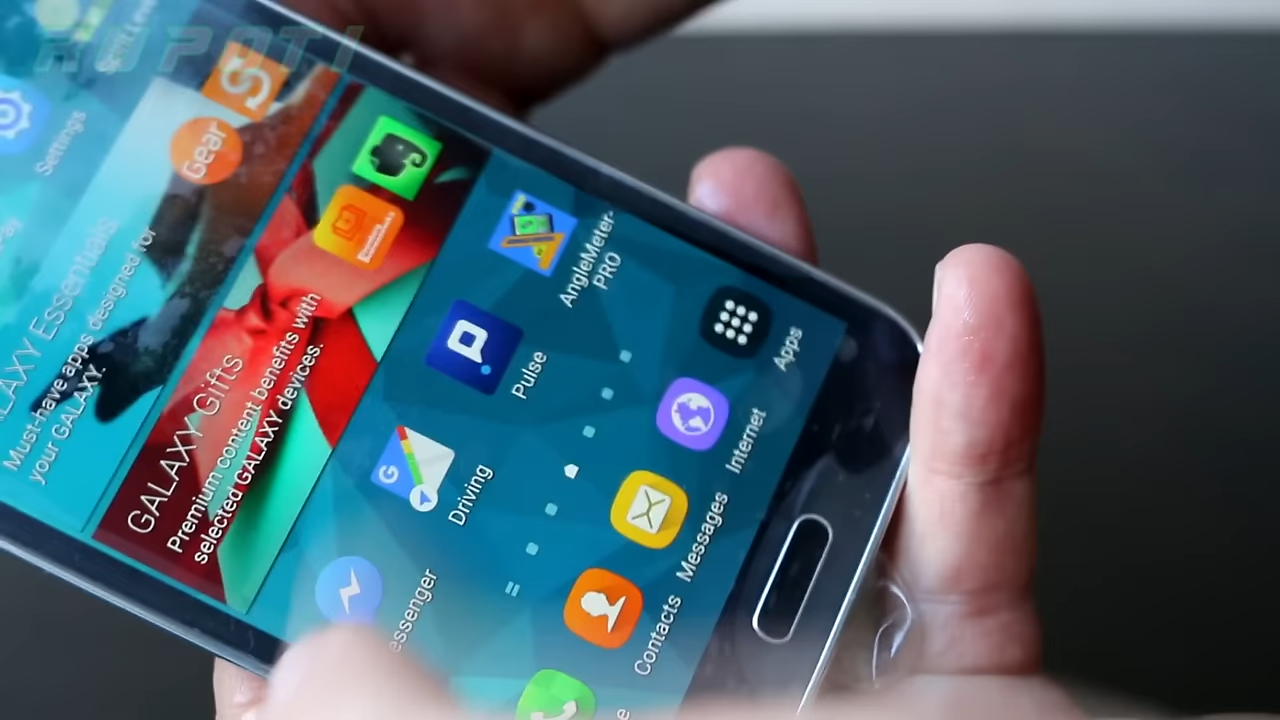 Settings
Gear
GALAXY Essentials
Must-have apps designed for
your GALAXY.
GALAXY Gifts
Premium content benefits with
selected GALAXY devices.
AngleMeter-
PRO
Pulse
G
Driving
essenger
Apps
Internet
Messages
Contacts